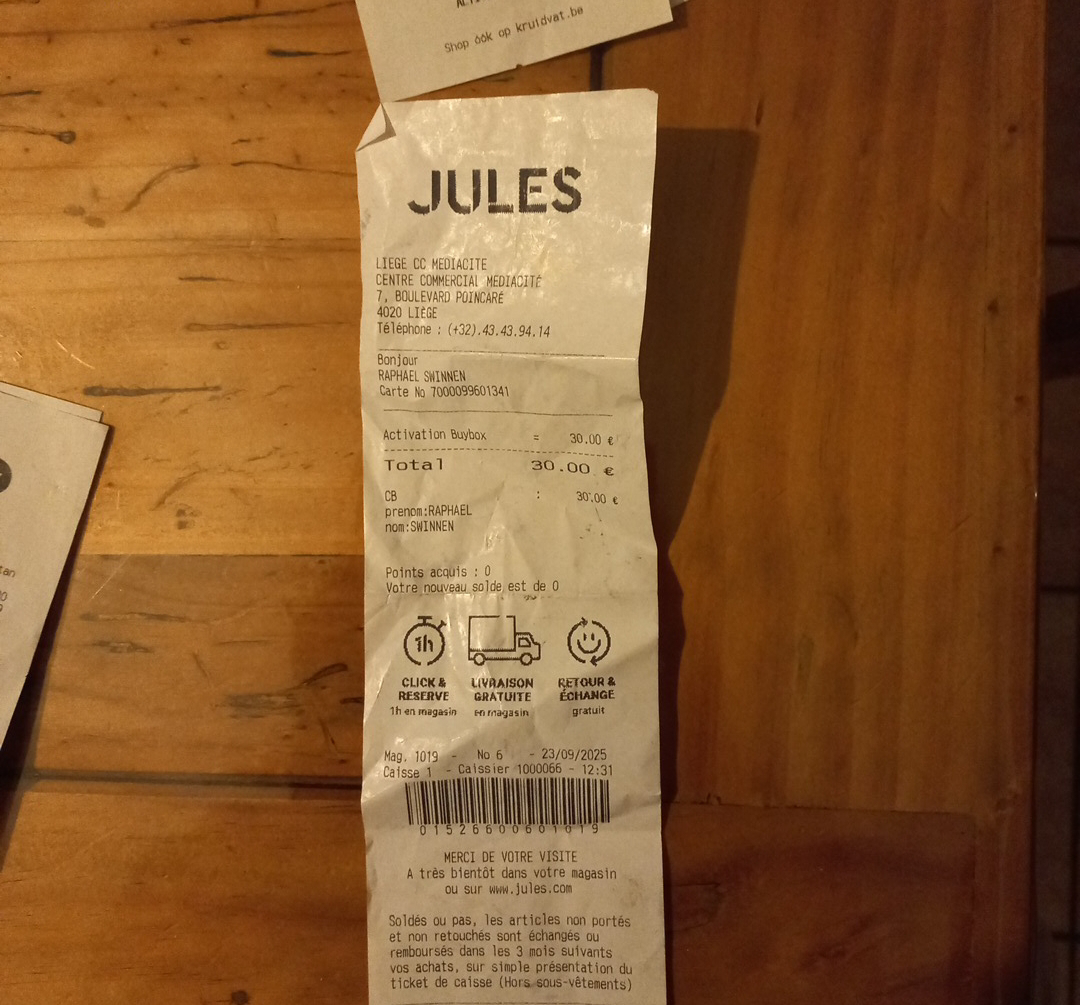 Shop óók op kruidvat.be
JULES
LIEGE CC MEDIACITE
CENTRE COMMERCIAL MEDIACITÉ
7, BOULEVARD POINCARÉ
4020 LIÈGE
Téléphone : (+32).43.43.94.14
Bonjour
RAPHAEL SWINNEN
Carte No 7000099601341
Activation Buybox = 30.00 €
Total 30.00 €
CB : 30.00 €
prenom:RAPHAEL
nom:SWINNEN
Points acquis : 0
Votre nouveau solde est de 0
1h
CLICK & RESERVE
1h en magasin
LIVRAISON GRATUITE
en magasin
RETOUR & ÉCHANGE
gratuit
Mag. 1019 - No 6 - 23/09/2025
Caisse 1 - Caissier 1000066 - 12:31
01526600601019
MERCI DE VOTRE VISITE
A très bientôt dans votre magasin
ou sur www.jules.com
Soldés ou pas, les articles non portés
et non retouchés sont échangés ou
remboursés dans les 3 mois suivants
vos achats, sur simple présentation du
ticket de caisse (Hors sous-vêtements)